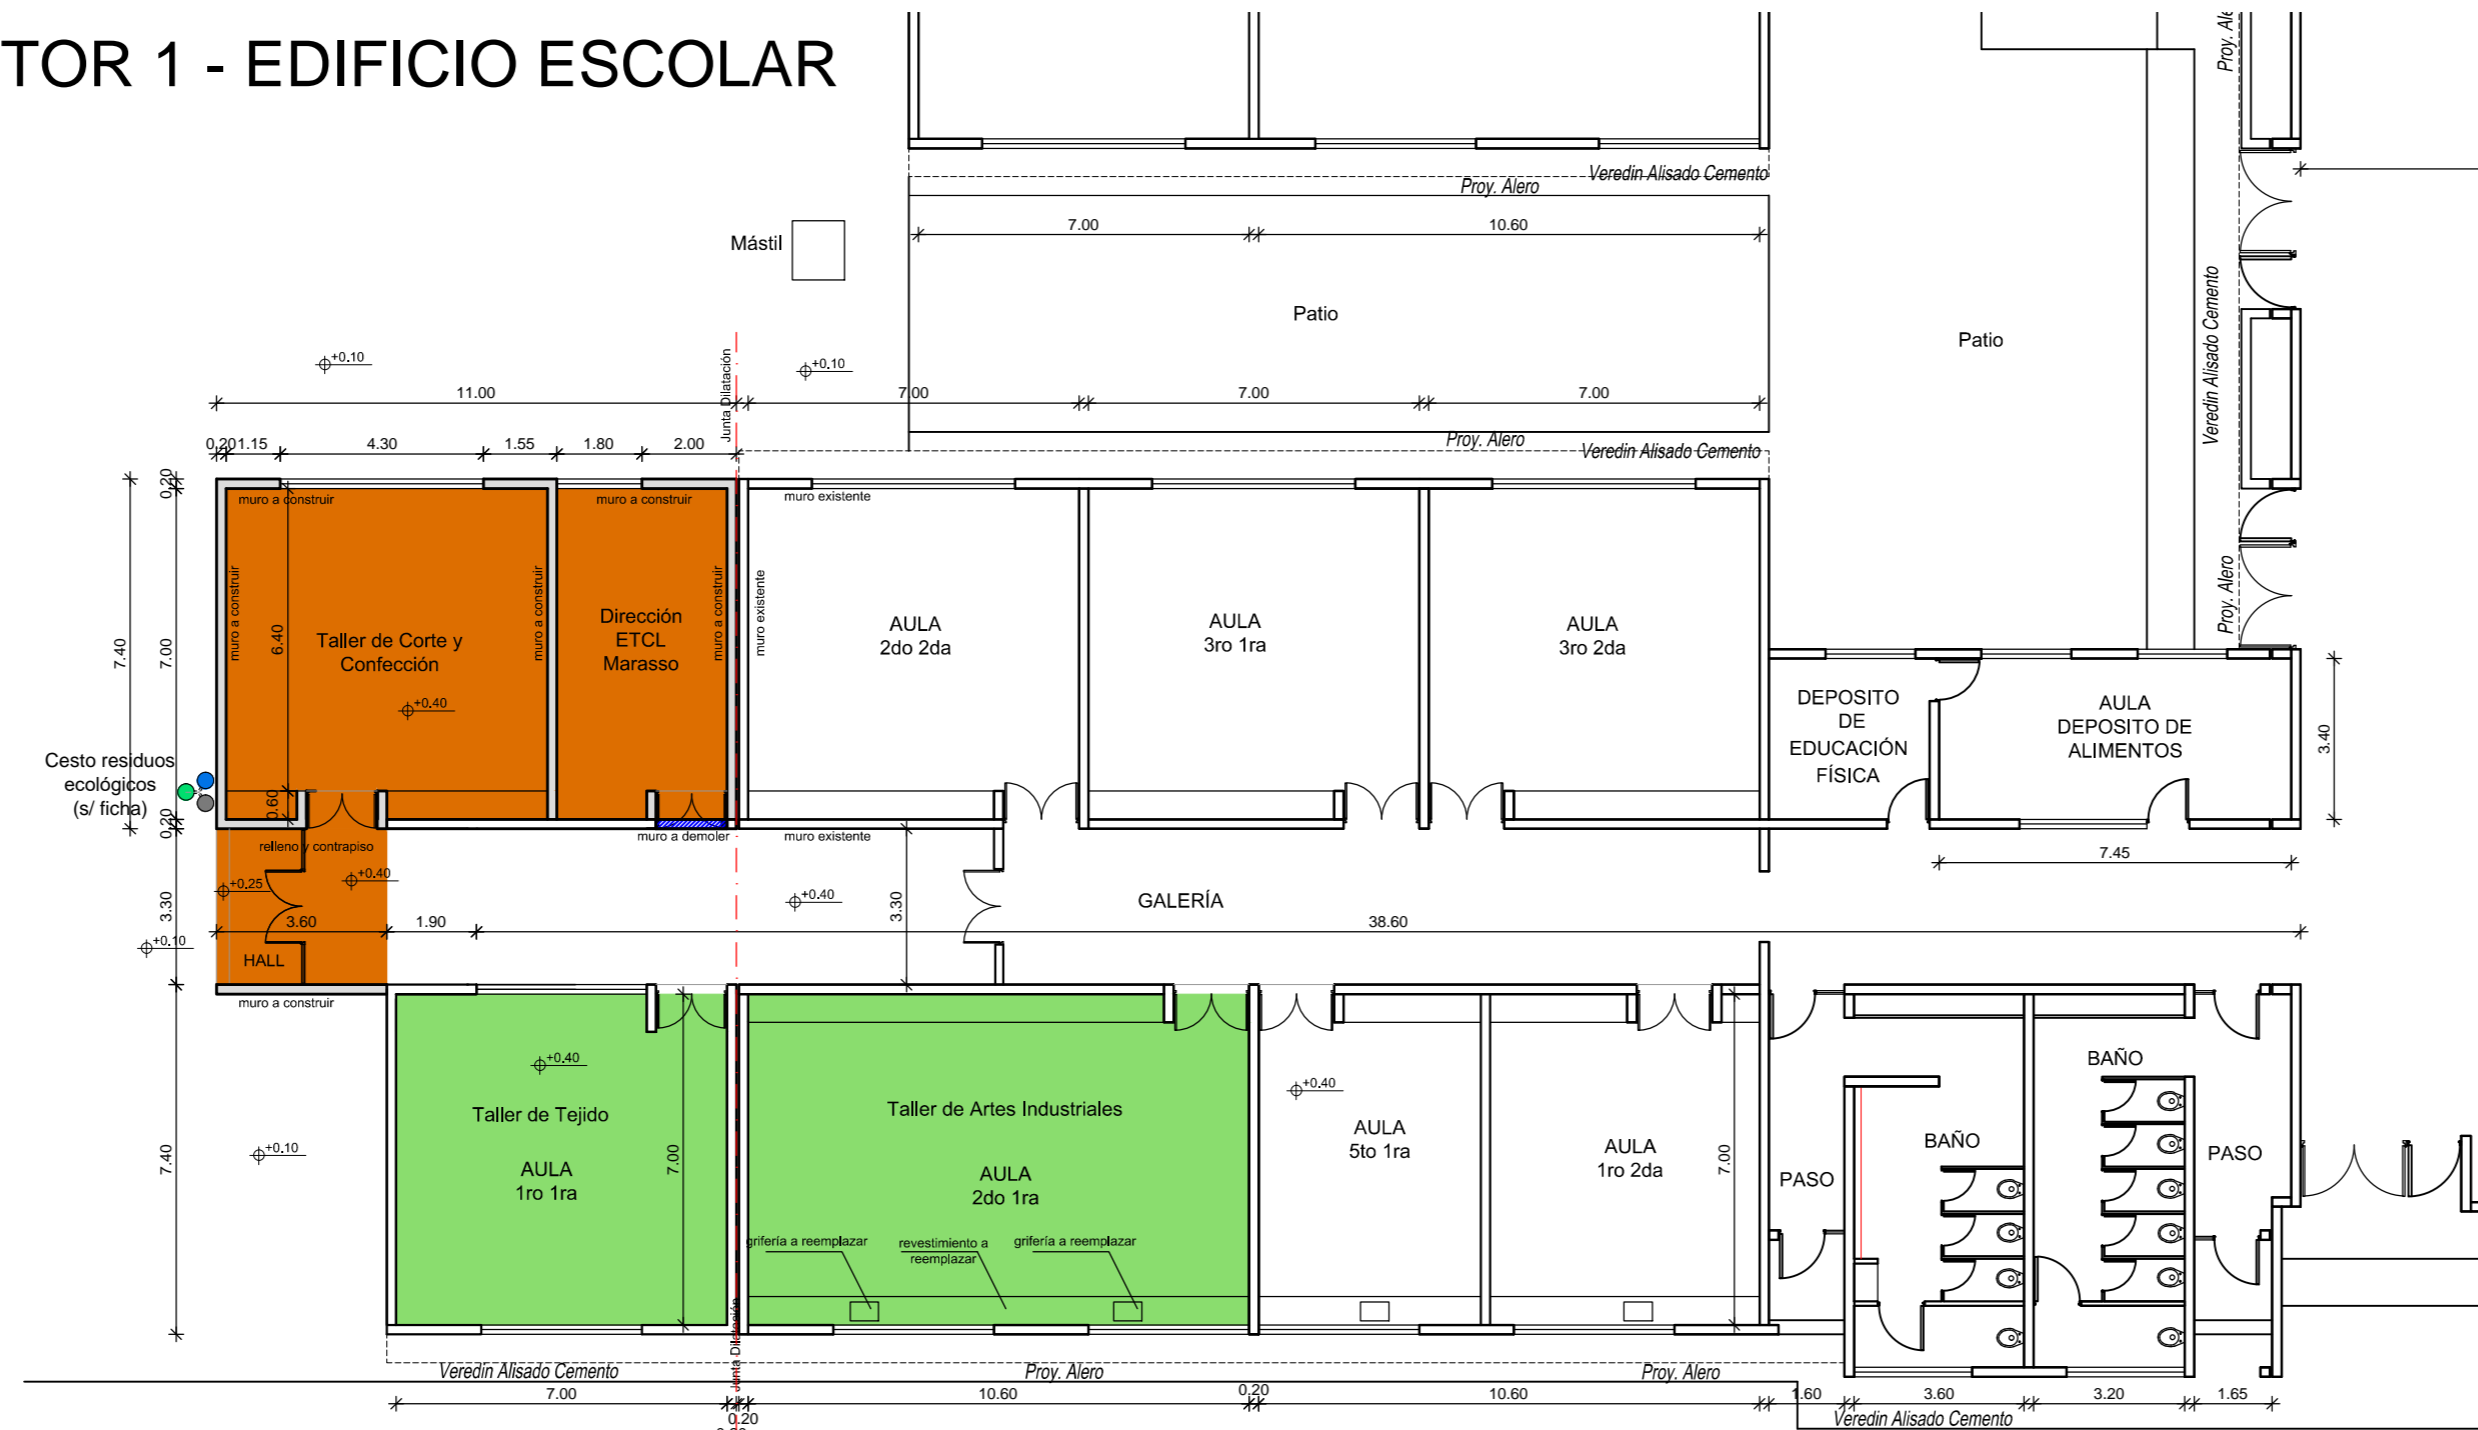 TOR 1 - EDIFICIO ESCOLAR
Proy. Ale
Veredin Alisado Cemento
Proy. Alero
7.00
10.60
Mástil
Patio
Patio
Veredin Alisado Cemento
Proy. Alero
+0.10
Junta Dilatación
+0.10
11.00
7.00
7.00
7.00
0.20
1.15
4.30
1.55
1.80
2.00
Proy. Alero
Veredin Alisado Cemento
0.20
7.40
7.00
0.20
muro a construir
muro a construir
muro existente
muro a construir
6.40
0.60
muro a construir
muro a construir
muro existente
Taller de Corte y
Confección
+0.40
Dirección
ETCL
Marasso
AULA
2do 2da
AULA
3ro 1ra
AULA
3ro 2da
DEPOSITO
DE
EDUCACIÓN
FÍSICA
AULA
DEPOSITO DE
ALIMENTOS
3.40
7.45
Cesto residuos
ecológicos
(s/ ficha)
muro a demoler
muro existente
relleno y contrapiso
+0.25
+0.40
+0.40
3.30
3.30
GALERÍA
3.60
1.90
38.60
+0.10
HALL
muro a construir
+0.40
Taller de Tejido
AULA
1ro 1ra
7.00
Taller de Artes Industriales
AULA
2do 1ra
grifería a reemplazar
revestimiento a
reemplazar
grifería a reemplazar
+0.40
AULA
5to 1ra
AULA
1ro 2da
7.00
PASO
BAÑO
BAÑO
PASO
+0.10
7.40
Junta Dilatación
Veredin Alisado Cemento
Proy. Alero
Proy. Alero
7.00
0.20
10.60
0.20
10.60
1.60
3.60
3.20
1.65
Veredin Alisado Cemento